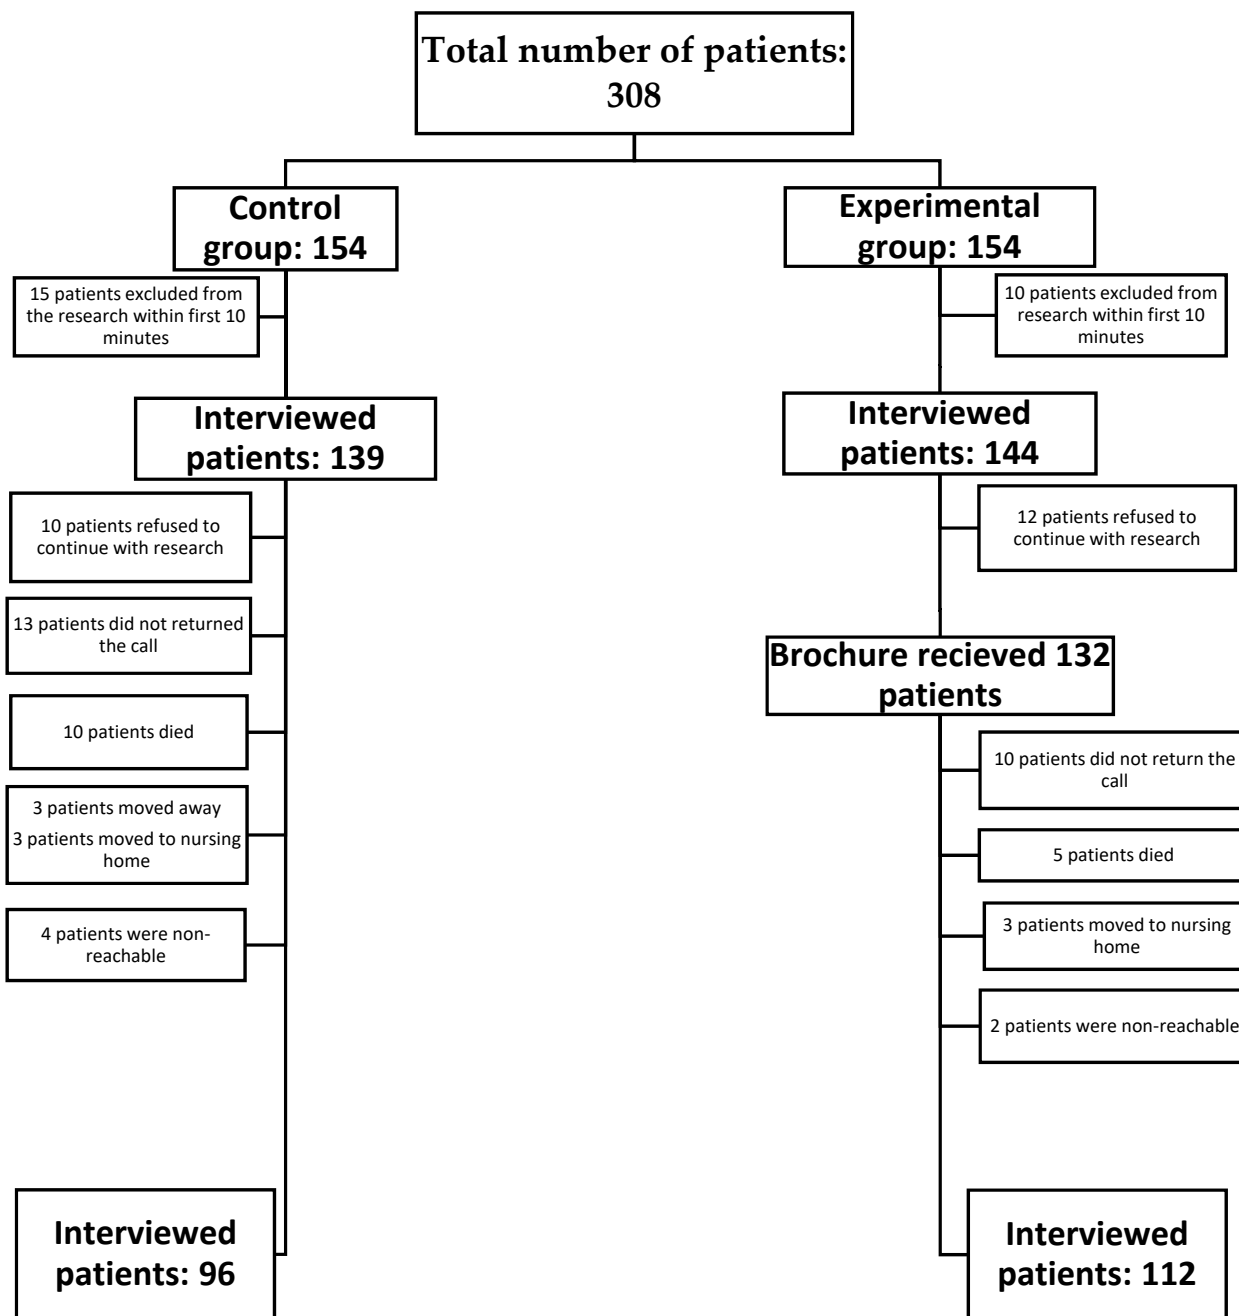 Total number of patients:
308
Control
group: 154
15 patients excluded from
the research within first 10
minutes
Interviewed
patients: 139
10 patients refused to
continue with research
13 patients did not returned
the call
10 patients died
3 patients moved away
3 patients moved to nursing
home
4 patients were non-
reachable
Interviewed
patients: 96
Experimental
group: 154
10 patients excluded from
research within first 10
minutes
Interviewed
patients: 144
12 patients refused to
continue with research
Brochure recieved 132
patients
10 patients did not return the
call
5 patients died
3 patients moved to nursing
home
2 patients were non-reachable
Interviewed
patients: 112